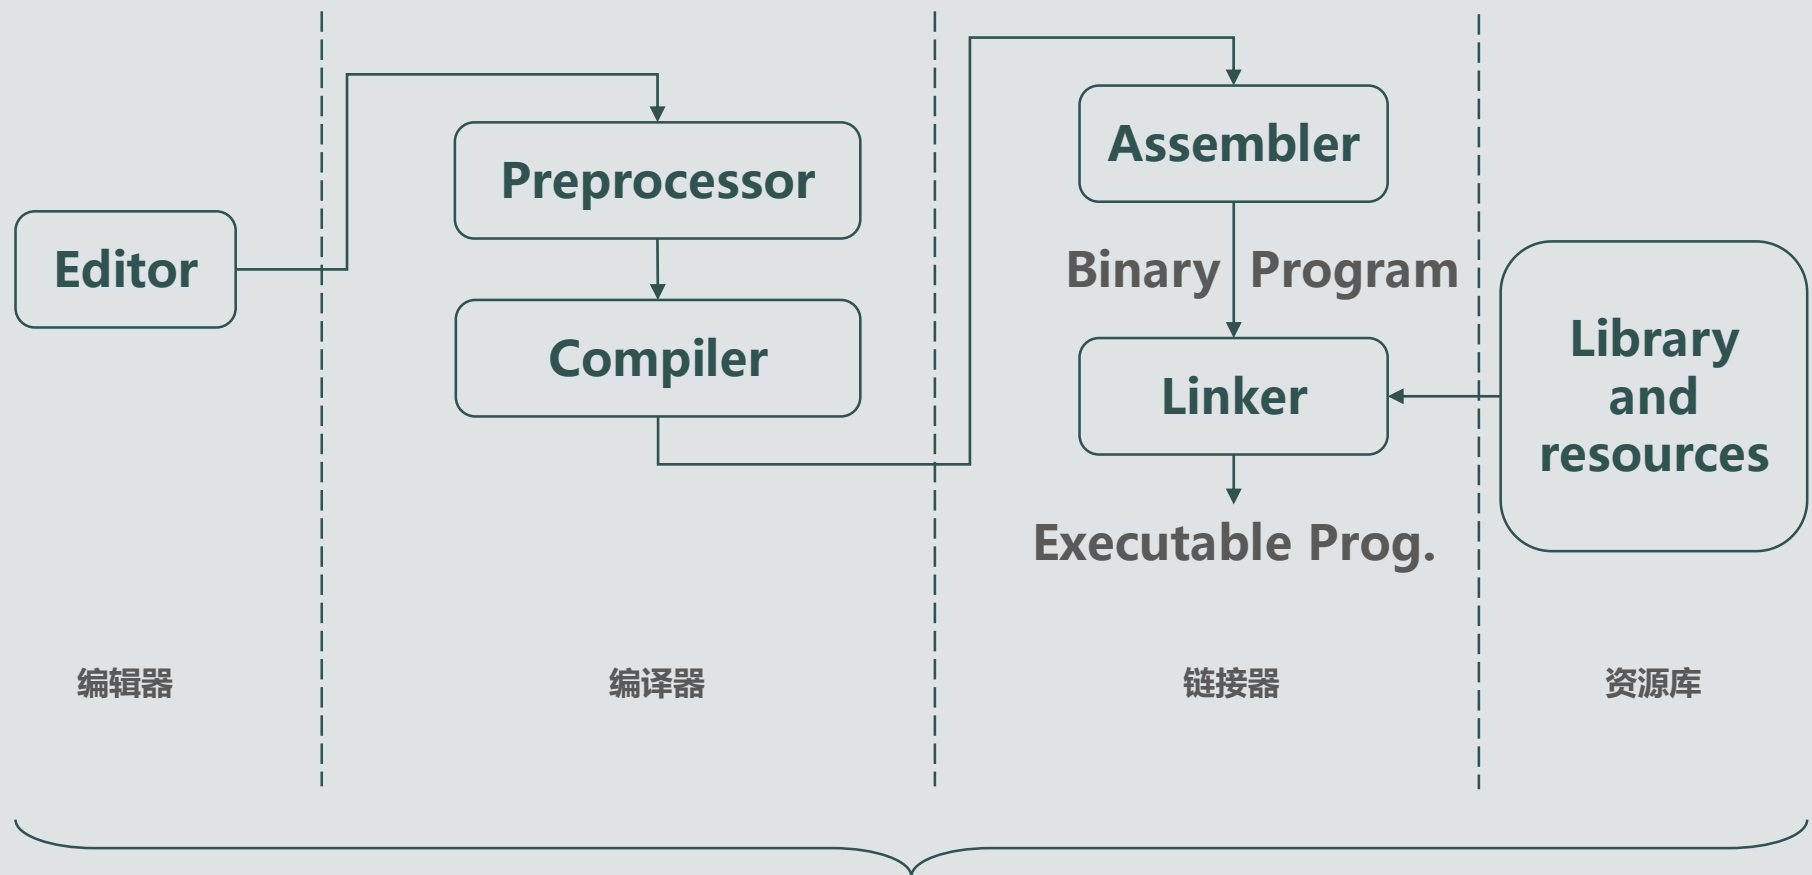 Editor
Preprocessor
Compiler
Assembler
Binary Program
Linker
Executable Prog.
Library
and
resources
编辑器
编译器
链接器
资源库